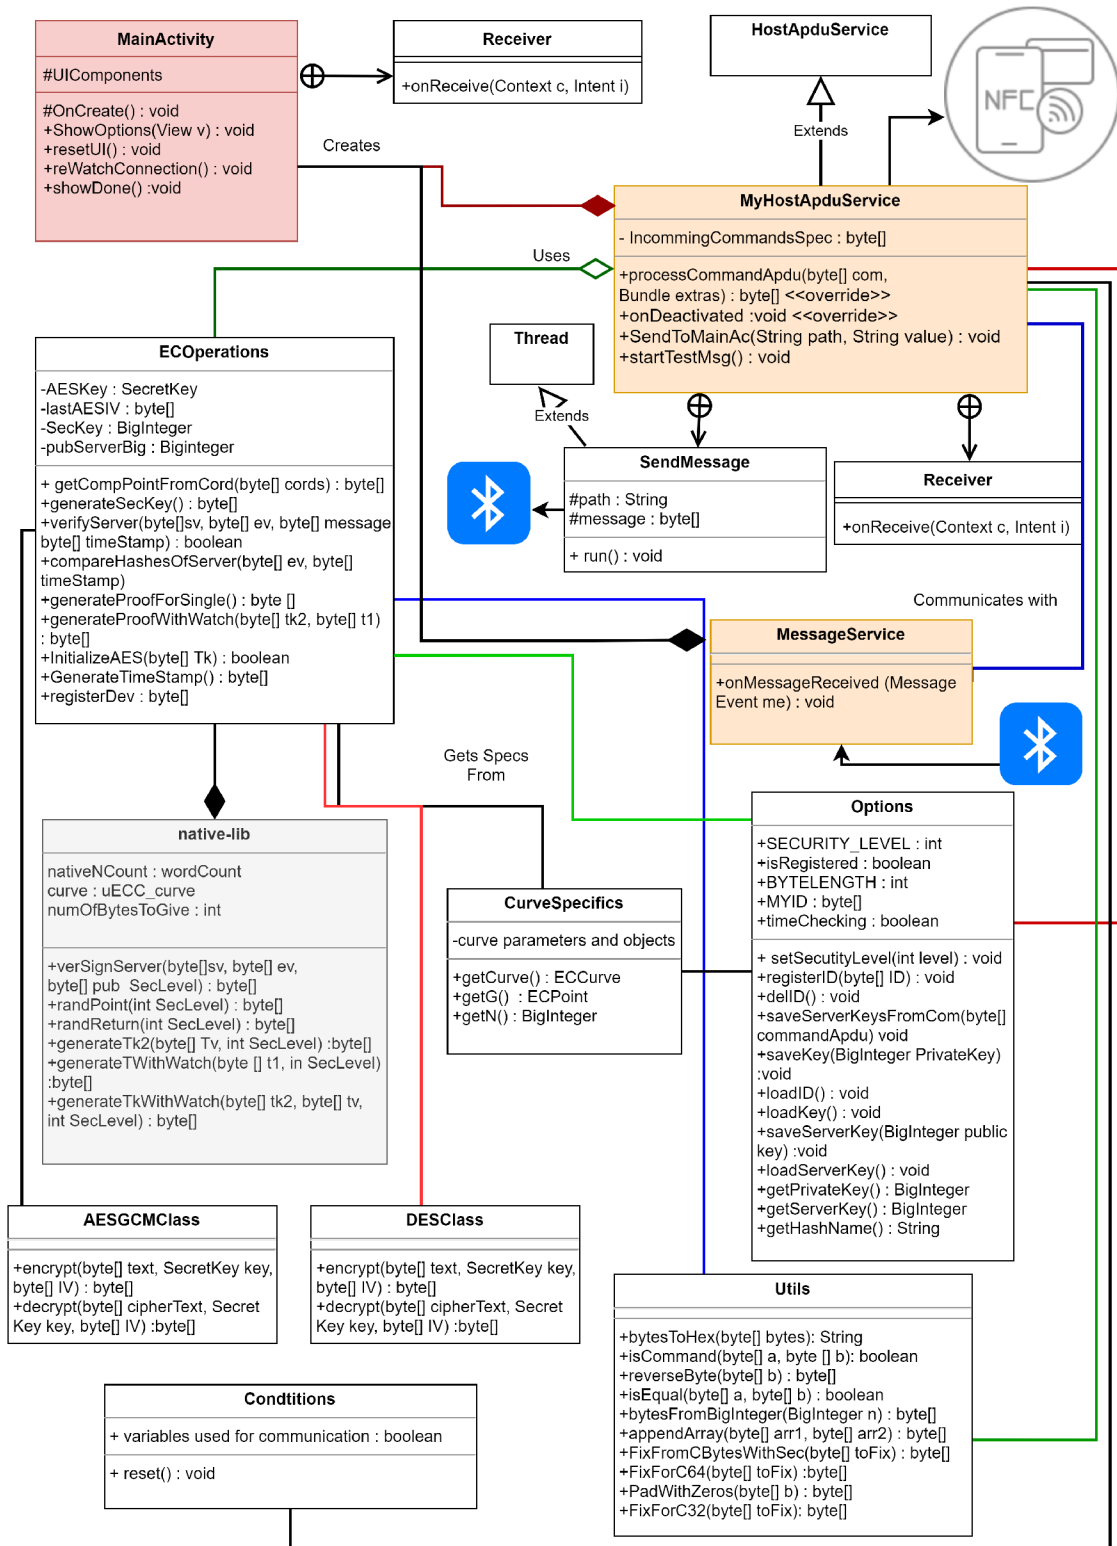 MainActivity
#UIComponents
#OnCreate() : void
+ShowOptions(View v) : void
+resetUI() : void
+reWatchConnection() : void
+showDone() :void
Receiver
+onReceive(Context c, Intent i)
HostApduService
NFC
Extends
Creates
MyHostApduService
- IncommingCommandsSpec : byte[]
+processCommandApdu(byte[] com,
Bundle extras) : byte[] <<override>>
+onDeactivated :void <<override>>
+SendToMainAc(String path, String value) : void
+startTestMsg() : void
Uses
Thread
Extends
ECOperations
-AESKey : SecretKey
-lastAESIV : byte[]
-SecKey : BigInteger
-pubServerBig : Biginteger
+ getCompPointFromCord(byte[] cords) : byte[]
+generateSecKey() : byte[]
+verifyServer(byte[]sv, byte[] ev, byte[] message
byte[] timeStamp) : boolean
+compareHashesOfServer(byte[] ev, byte[]
timeStamp)
+generateProofForSingle() : byte []
+generateProofWithWatch(byte[] tk2, byte[] t1)
: byte[]
+InitializeAES(byte[] Tk) : boolean
+GenerateTimeStamp() : byte[]
+registerDev : byte[]
SendMessage
#path : String
#message : byte[]
+ run() : void
Receiver
+onReceive(Context c, Intent i)
Communicates with
MessageService
+onMessageReceived (Message
Event me) : void
Gets Specs
From
native-lib
nativeNCount : wordCount
curve : uECC_curve
numOfBytesToGive : int
+verSignServer(byte[]sv, byte[] ev,
byte[] pub  SecLevel) : byte[]
+randPoint(int SecLevel) : byte[]
+randReturn(int SecLevel) : byte[]
+generateTk2(byte[] Tv, int SecLevel) :byte[]
+generateTWithWatch(byte [] t1, in SecLevel)
:byte[]
+generateTkWithWatch(byte[] tk2, byte[] tv,
int SecLevel) : byte[]
CurveSpecifics
-curve parameters and objects
+getCurve() : ECCurve
+getG()  : ECPoint
+getN() : BigInteger
Options
+SECURITY_LEVEL : int
+isRegistered : boolean
+BYTELENGTH : int
+MYID : byte[]
+timeChecking : boolean
+ setSecutityLevel(int level) : void
+registerID(byte[] ID) : void
+delID() : void
+saveServerKeysFromCom(byte[]
commandApdu) void
+saveKey(BigInteger PrivateKey)
:void
+loadID() : void
+loadKey() : void
+saveServerKey(BigInteger public
key) :void
+loadServerKey() : void
+getPrivateKey() : BigInteger
+getServerKey() : BigInteger
+getHashName() : String
AESGCMClass
+encrypt(byte[] text, SecretKey key,
byte[] IV) : byte[]
+decrypt(byte[] cipherText, Secret
Key key, byte[] IV) :byte[]
DESClass
+encrypt(byte[] text, SecretKey key,
byte[] IV) : byte[]
+decrypt(byte[] cipherText, Secret
Key key, byte[] IV) :byte[]
Utils
+bytesToHex(byte[] bytes): String
+isCommand(byte[] a, byte [] b): boolean
+reverseByte(byte[] b) : byte[]
+isEqual(byte[] a, byte[] b) : boolean
+bytesFromBigInteger(BigInteger n) : byte[]
+appendArray(byte[] arr1, byte[] arr2) : byte[]
+FixFromCBytesWithSec(byte[] toFix) : byte[]
+FixForC64(byte[] toFix) :byte[]
+PadWithZeros(byte[] b) : byte[]
+FixForC32(byte[] toFix): byte[]
Condtitions
+ variables used for communication : boolean
+ reset() : void